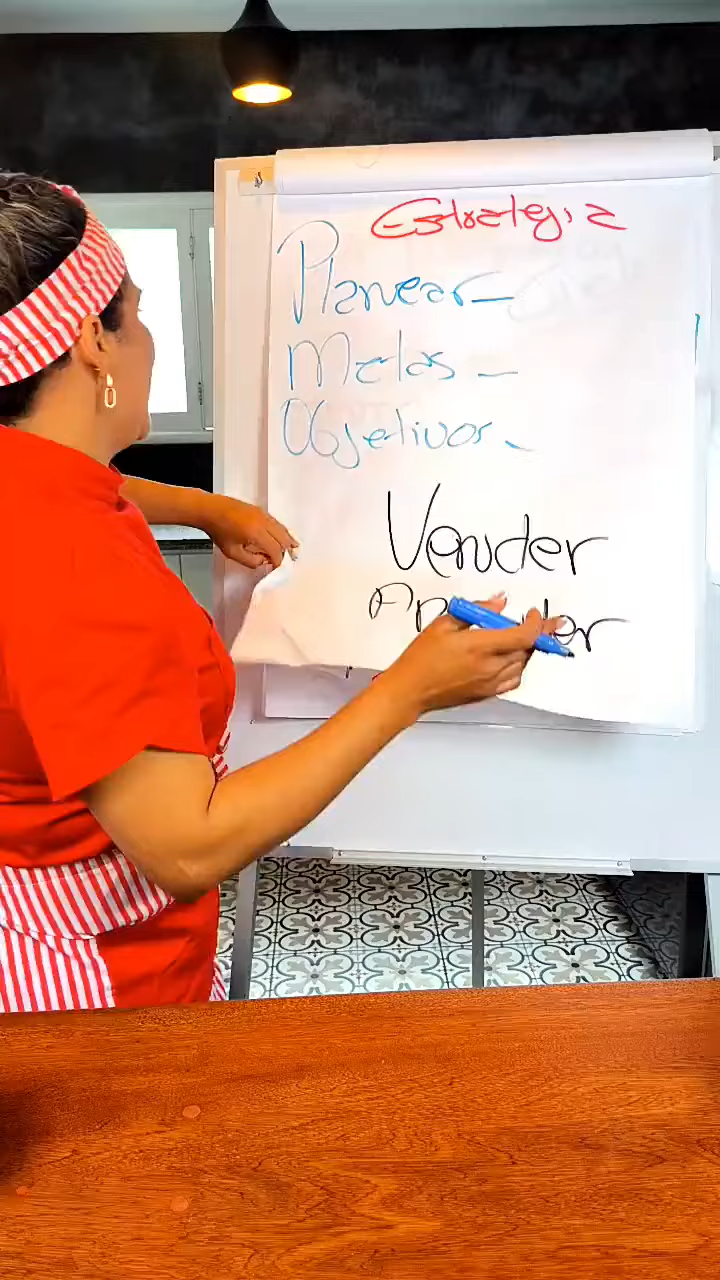 Estrategia
Planear -
Metas -
Objetivos -
Vender